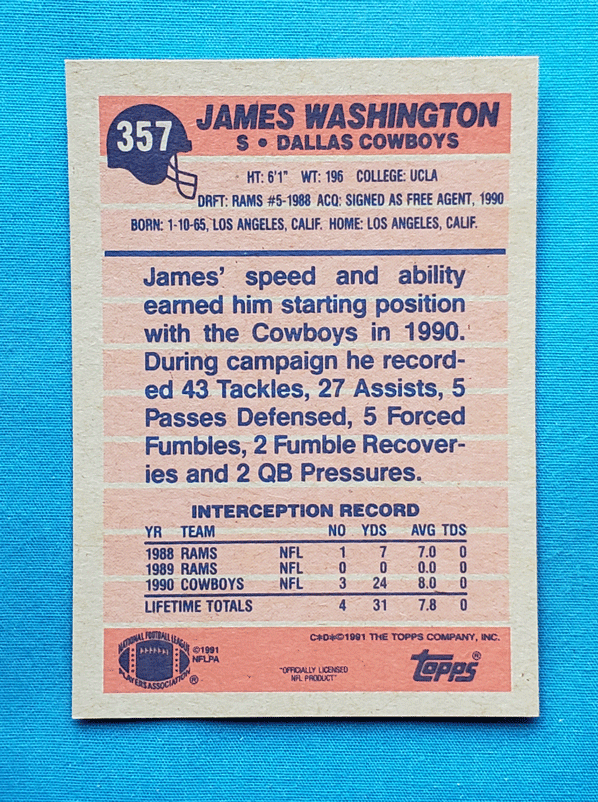 357
JAMES WASHINGTON
S • DALLAS COWBOYS
HT: 6'1" WT: 196 COLLEGE: UCLA
DRFT: RAMS #5-1988 ACQ: SIGNED AS FREE AGENT, 1990
BORN: 1-10-65, LOS ANGELES, CALIF. HOME: LOS ANGELES, CALIF.
James' speed and ability
earned him starting position
with the Cowboys in 1990.
During campaign he record-
ed 43 Tackles, 27 Assists, 5
Passes Defensed, 5 Forced
Fumbles, 2 Fumble Recover-
ies and 2 QB Pressures.
INTERCEPTION RECORD
YR TEAM NO YDS AVG TDS
1988 RAMS NFL 1 7 7.0 0
1989 RAMS NFL 0 0 0.0 0
1990 COWBOYS NFL 3 24 8.0 0
LIFETIME TOTALS 4 31 7.8 0
NATIONAL FOOTBALL LEAGUE
PLAYERS ASSOCIATION ®
©1991
NFLPA
"OFFICIALLY LICENSED
NFL PRODUCT"
C✻D✻©1991 THE TOPPS COMPANY, INC.
topps®